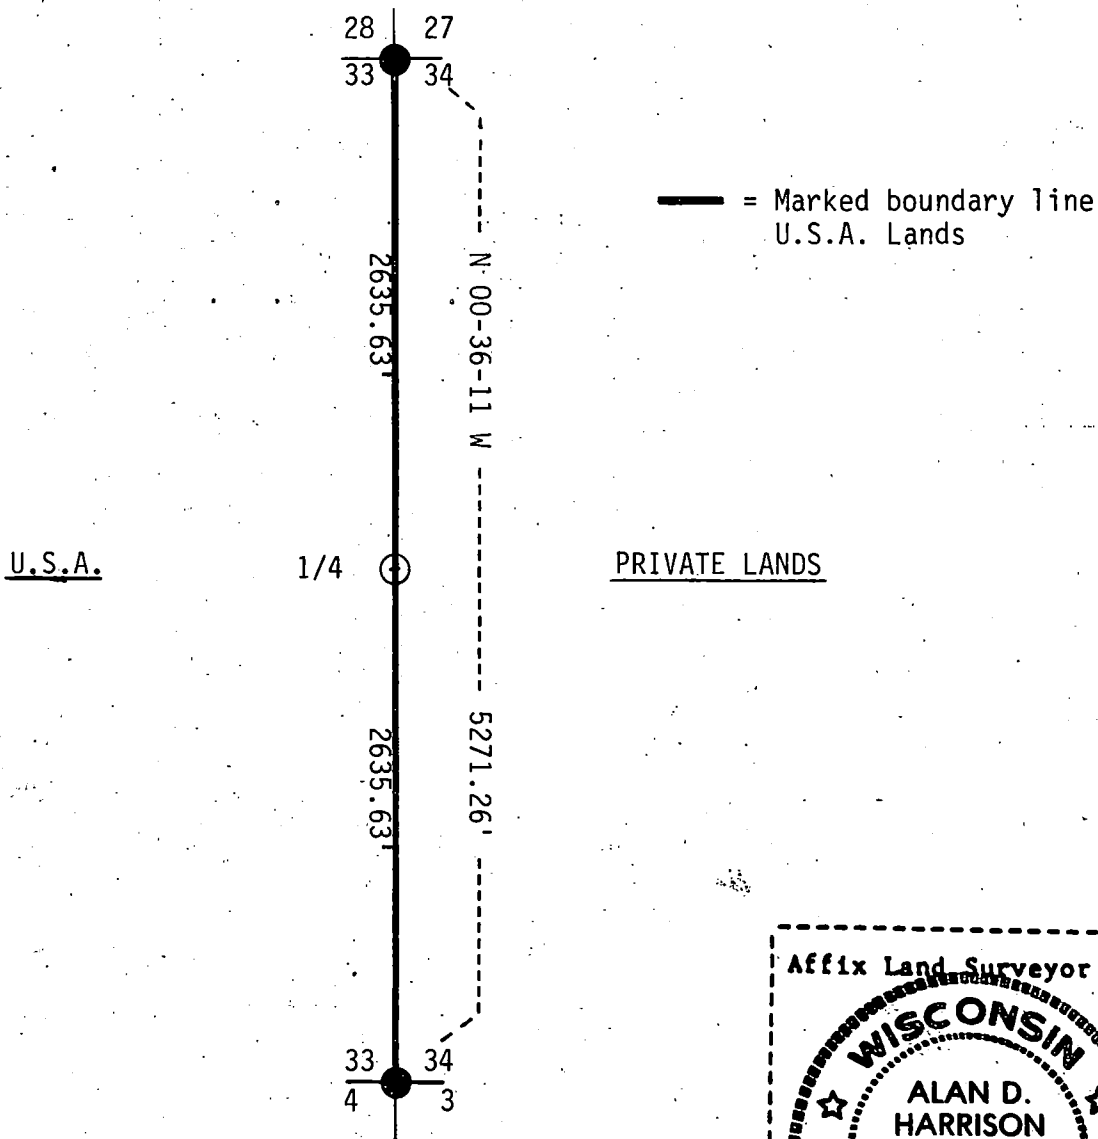 28 27
33 34
= Marked boundary line
U.S.A. Lands
2635.63'
N 00-36-11 W
U.S.A.
1/4
PRIVATE LANDS
2635.63'
5271.26'
33 34
4 3
Affix Land Surveyor
WISCONSIN
ALAN D.
HARRISON